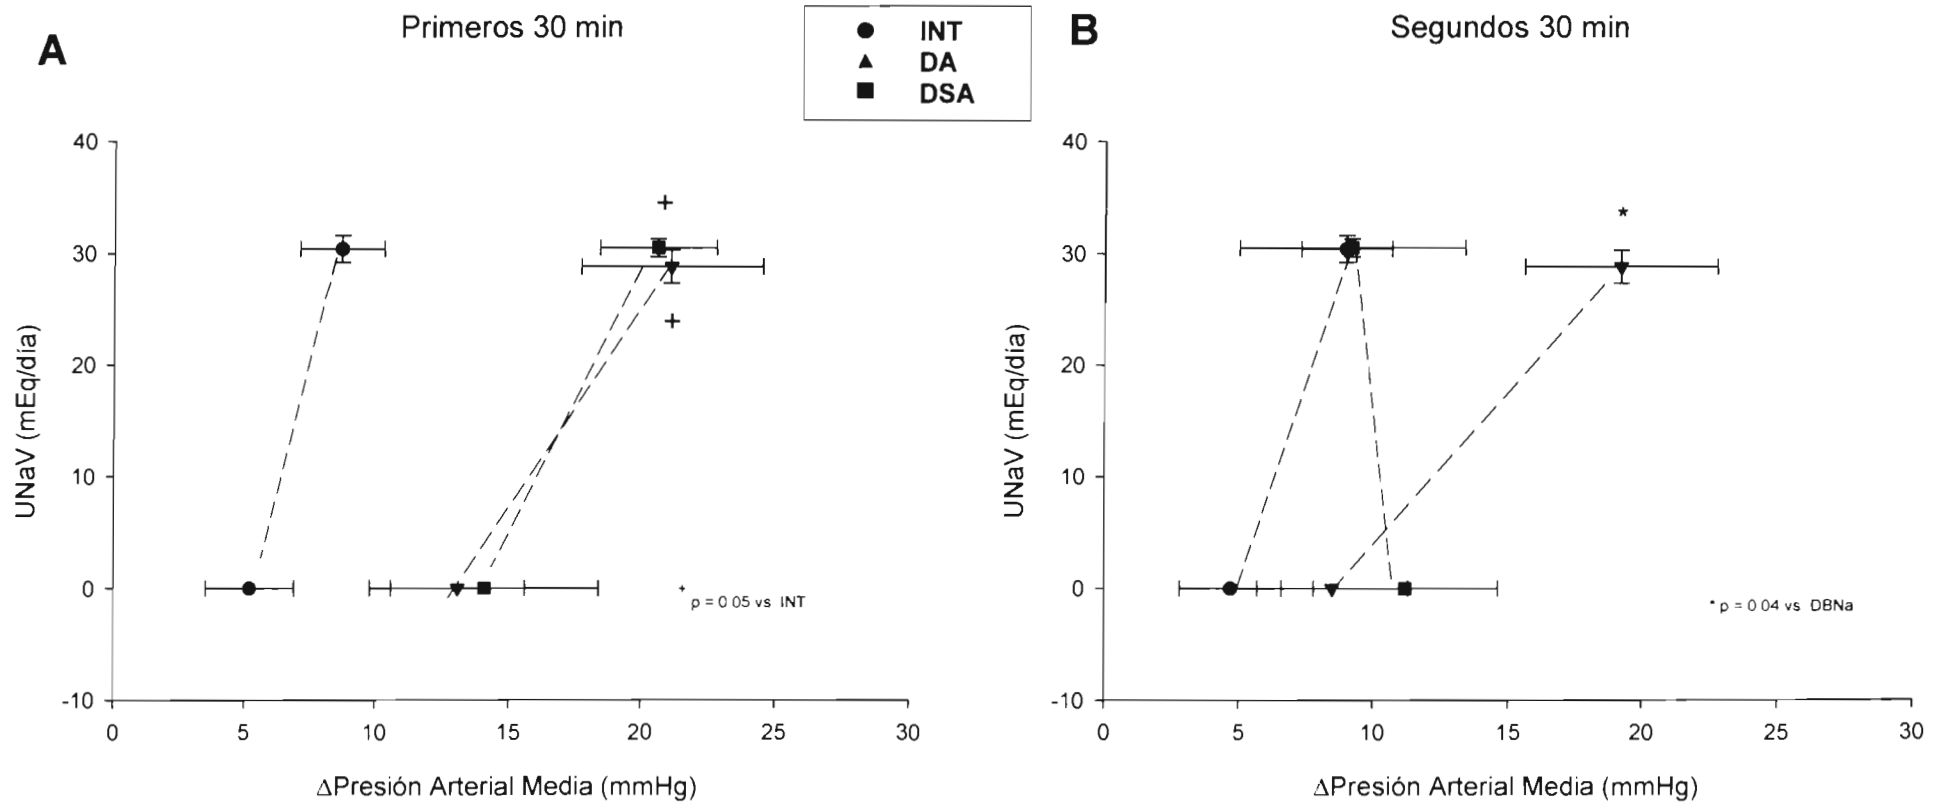 A
Primeros 30 min
INT
DA
DSA
B
Segundos 30 min
UNaV (mEq/día)
40
30
20
10
0
-10
+
+
+ p = 0 05 vs INT
0
5
10
15
20
25
30
ΔPresión Arterial Media (mmHg)
UNaV (mEq/día)
40
30
20
10
0
-10
*
* p = 0 04 vs DBNa
0
5
10
15
20
25
30
ΔPresión Arterial Media (mmHg)